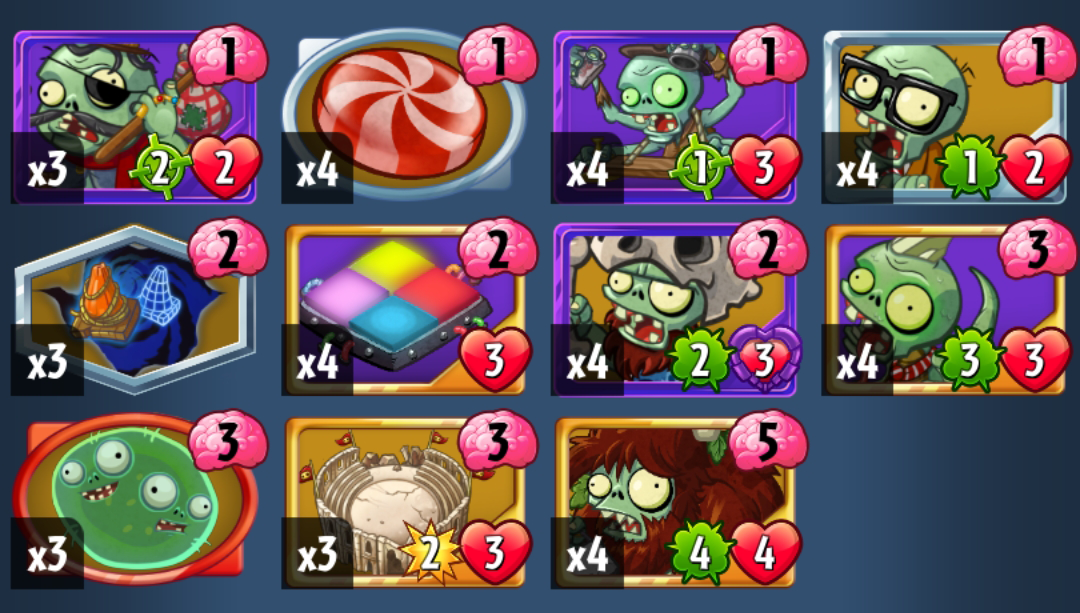 1 1 1 1
x3 2 2 x4 x4 1 3 x4 1 2
2 2 2 3
x3 x4 3 x4 2 3 x4 3 3
3 3 5
x3 x3 2 3 x4 4 4